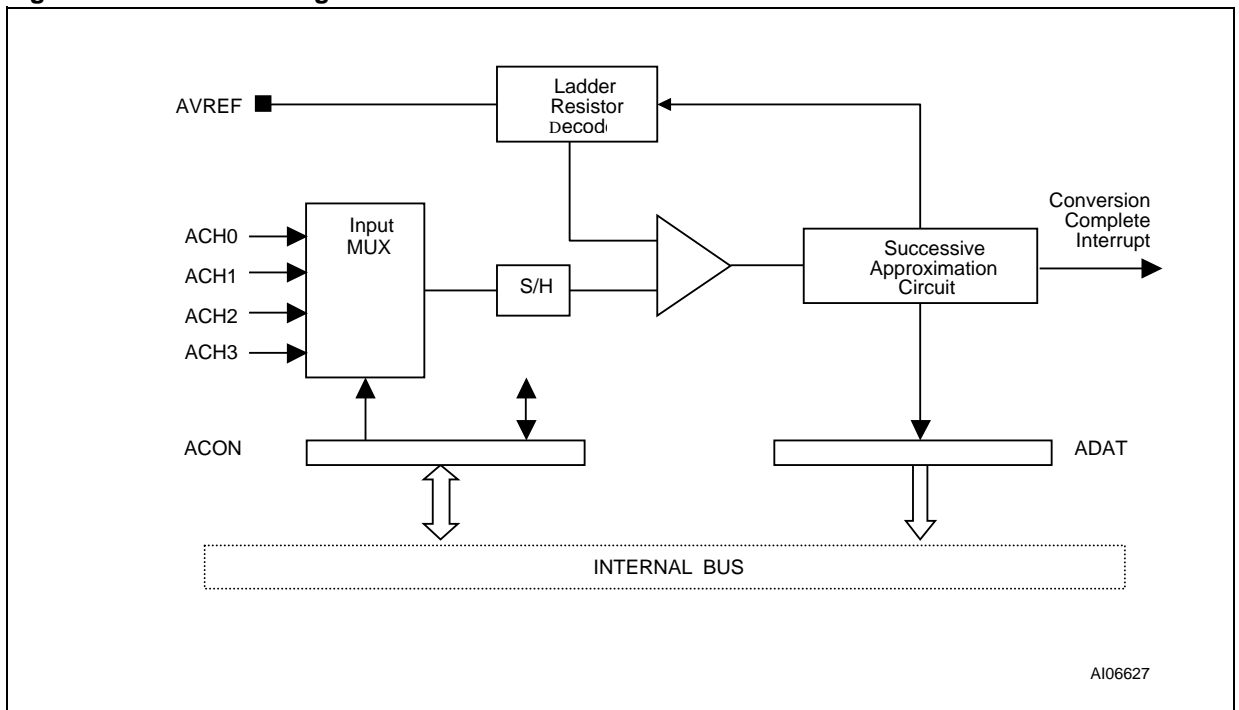 AVREF
Ladder
Resistor
Decod
ACH0
ACH1
ACH2
ACH3
Input
MUX
S/H
Successive
Approximation
Circuit
Conversion
Complete
Interrupt
ACON
ADAT
INTERNAL BUS
AI06627